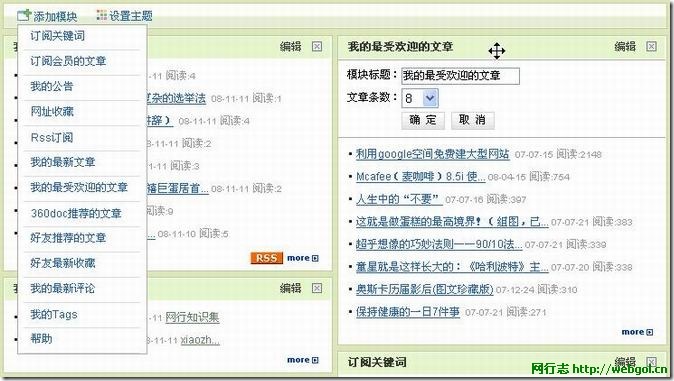 添加模块 设置主题
订阅关键词
订阅会员的文章
我的公告
网址收藏
Rss订阅
我的最新文章
我的最受欢迎的文章
360doc推荐的文章
好友推荐的文章
好友最新收藏
我的最新评论
我的Tags
帮助
编辑
阅读:4
复杂的选举法 08-11-11 阅读:1
08-11-11 阅读:4
08-11-11 阅读:1
禧巨蛋居首... 阅读:2
阅读:9
... 08-11-10 阅读:5
RSS more
编辑
网行知识集
xiaozh...
more
我的最受欢迎的文章 编辑
模块标题：我的最受欢迎的文章
文章条数：8
确 定 取 消
利用google空间免费建大型网站 07-07-15 阅读:2148
Mcafee（麦咖啡）8.5i 使... 08-04-15 阅读:754
人生中的“不要” 07-07-16 阅读:397
这就是做蛋糕的最高境界！（组图，已... 07-07-21 阅读:383
超乎想像的巧妙法则——90/10法... 07-07-21 阅读:339
童星就是这样长大的：《哈利波特》主... 07-07-20 阅读:338
奥斯卡历届影后(图文珍藏版) 07-12-24 阅读:310
保持健康的一日7件事 07-07-21 阅读:271
more
订阅关键词 编辑
网行志 http://webgol.cn